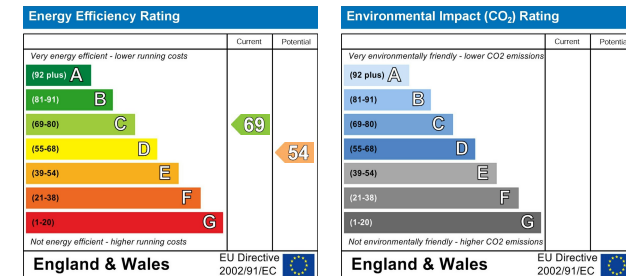 Energy Efficiency Rating
Current Potential
Very energy efficient - lower running costs
(92 plus) A
(81-91) B
(69-80) C
69
(55-68) D
54
(39-54) E
(21-38) F
(1-20) G
Not energy efficient - higher running costs
England & Wales
EU Directive
2002/91/EC
Environmental Impact (CO2) Rating
Current Potential
Very environmentally friendly - lower CO2 emissions
(92 plus) A
(81-91) B
(69-80) C
(55-68) D
(39-54) E
(21-38) F
(1-20) G
Not environmentally friendly - higher CO2 emissions
England & Wales
EU Directive
2002/91/EC